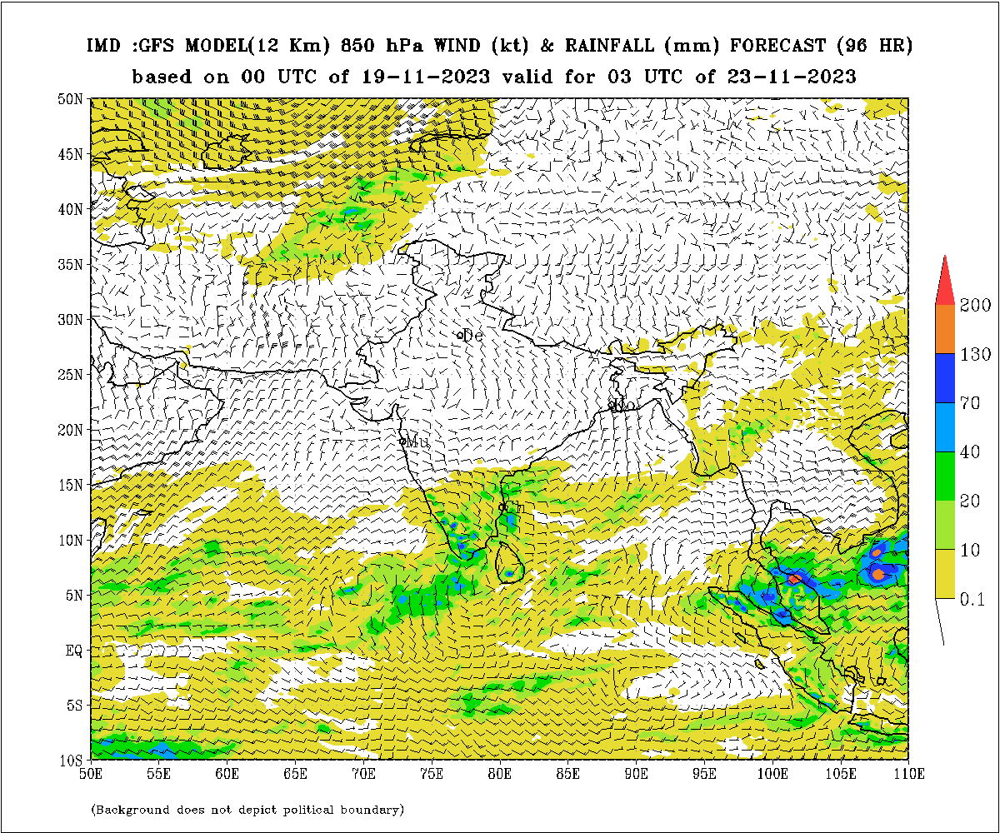 IMD :GFS MODEL(12 Km) 850 hPa WIND (kt) & RAINFALL (mm) FORECAST (96 HR)
based on 00 UTC of 19-11-2023 valid for 03 UTC of 23-11-2023
50N
45N
40N
35N
200
30N
De
130
25N
70
20N
Mu
40
15N
20
10N
10
5N
0.1
EQ
5S
10S
50E 55E 60E 65E 70E 75E 80E 85E 90E 95E 100E 105E 110E
(Background does not depict political boundary)